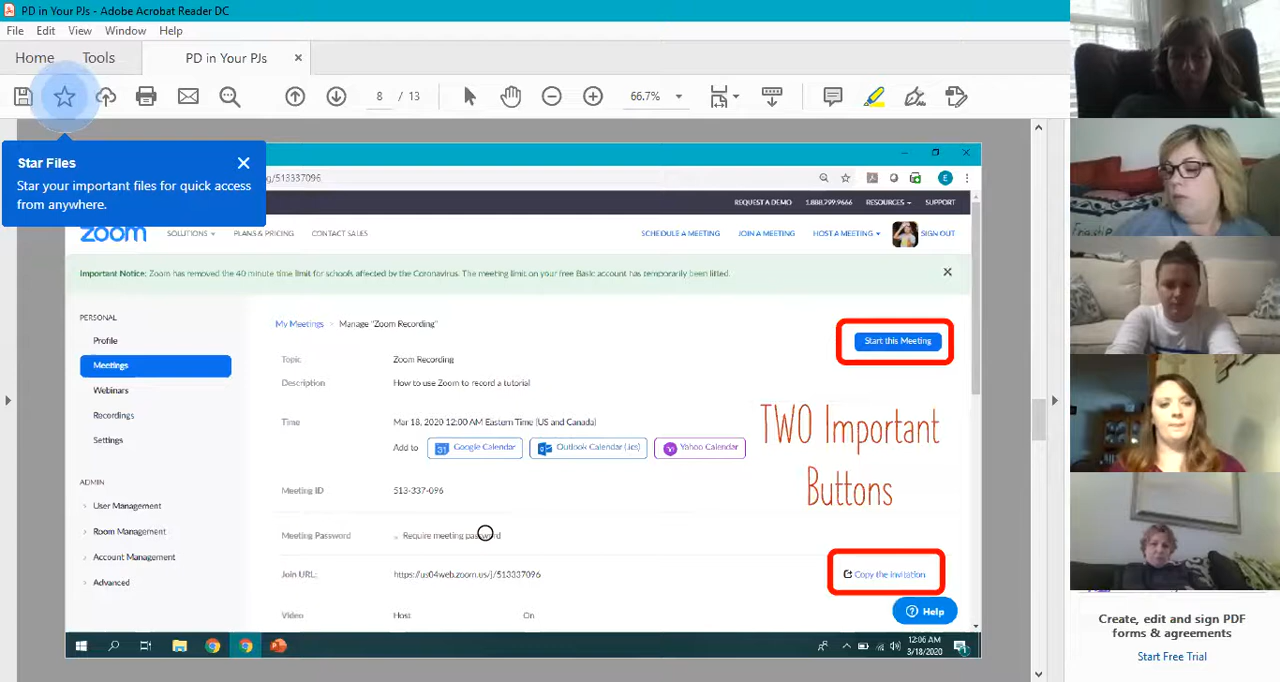 PD in Your PJs - Adobe Acrobat Reader DC
File Edit View Window Help
Home Tools PD in Your PJs ×
8 / 13 66.7%
Star Files
Star your important files for quick access
from anywhere.
/513337096
REQUEST A DEMO 1.888.799.9666 RESOURCES SUPPORT
zoom SOLUTIONS PLANS & PRICING CONTACT SALES SCHEDULE A MEETING JOIN A MEETING HOST A MEETING SIGN OUT
Important Notice: Zoom has removed the 40 minute time limit for schools affected by the Coronavirus. The meeting limit on your free Basic account has temporarily been lifted.
PERSONAL
Profile
Meetings
Webinars
Recordings
Settings
ADMIN
User Management
Room Management
Account Management
Advanced
My Meetings > Manage "Zoom Recording"
Start this Meeting
Topic Zoom Recording
Description How to use Zoom to record a tutorial
Time Mar 18, 2020 12:00 AM Eastern Time (US and Canada)
Add to 31 Google Calendar Outlook Calendar (.ics) Yahoo Calendar
TWO Important
Buttons
Meeting ID 513-337-096
Meeting Password Require meeting password
Join URL: https://us04web.zoom.us/j/513337096
Copy the invitation
Video Host On
Help
12:06 AM
3/18/2020
Create, edit and sign PDF
forms & agreements
Start Free Trial